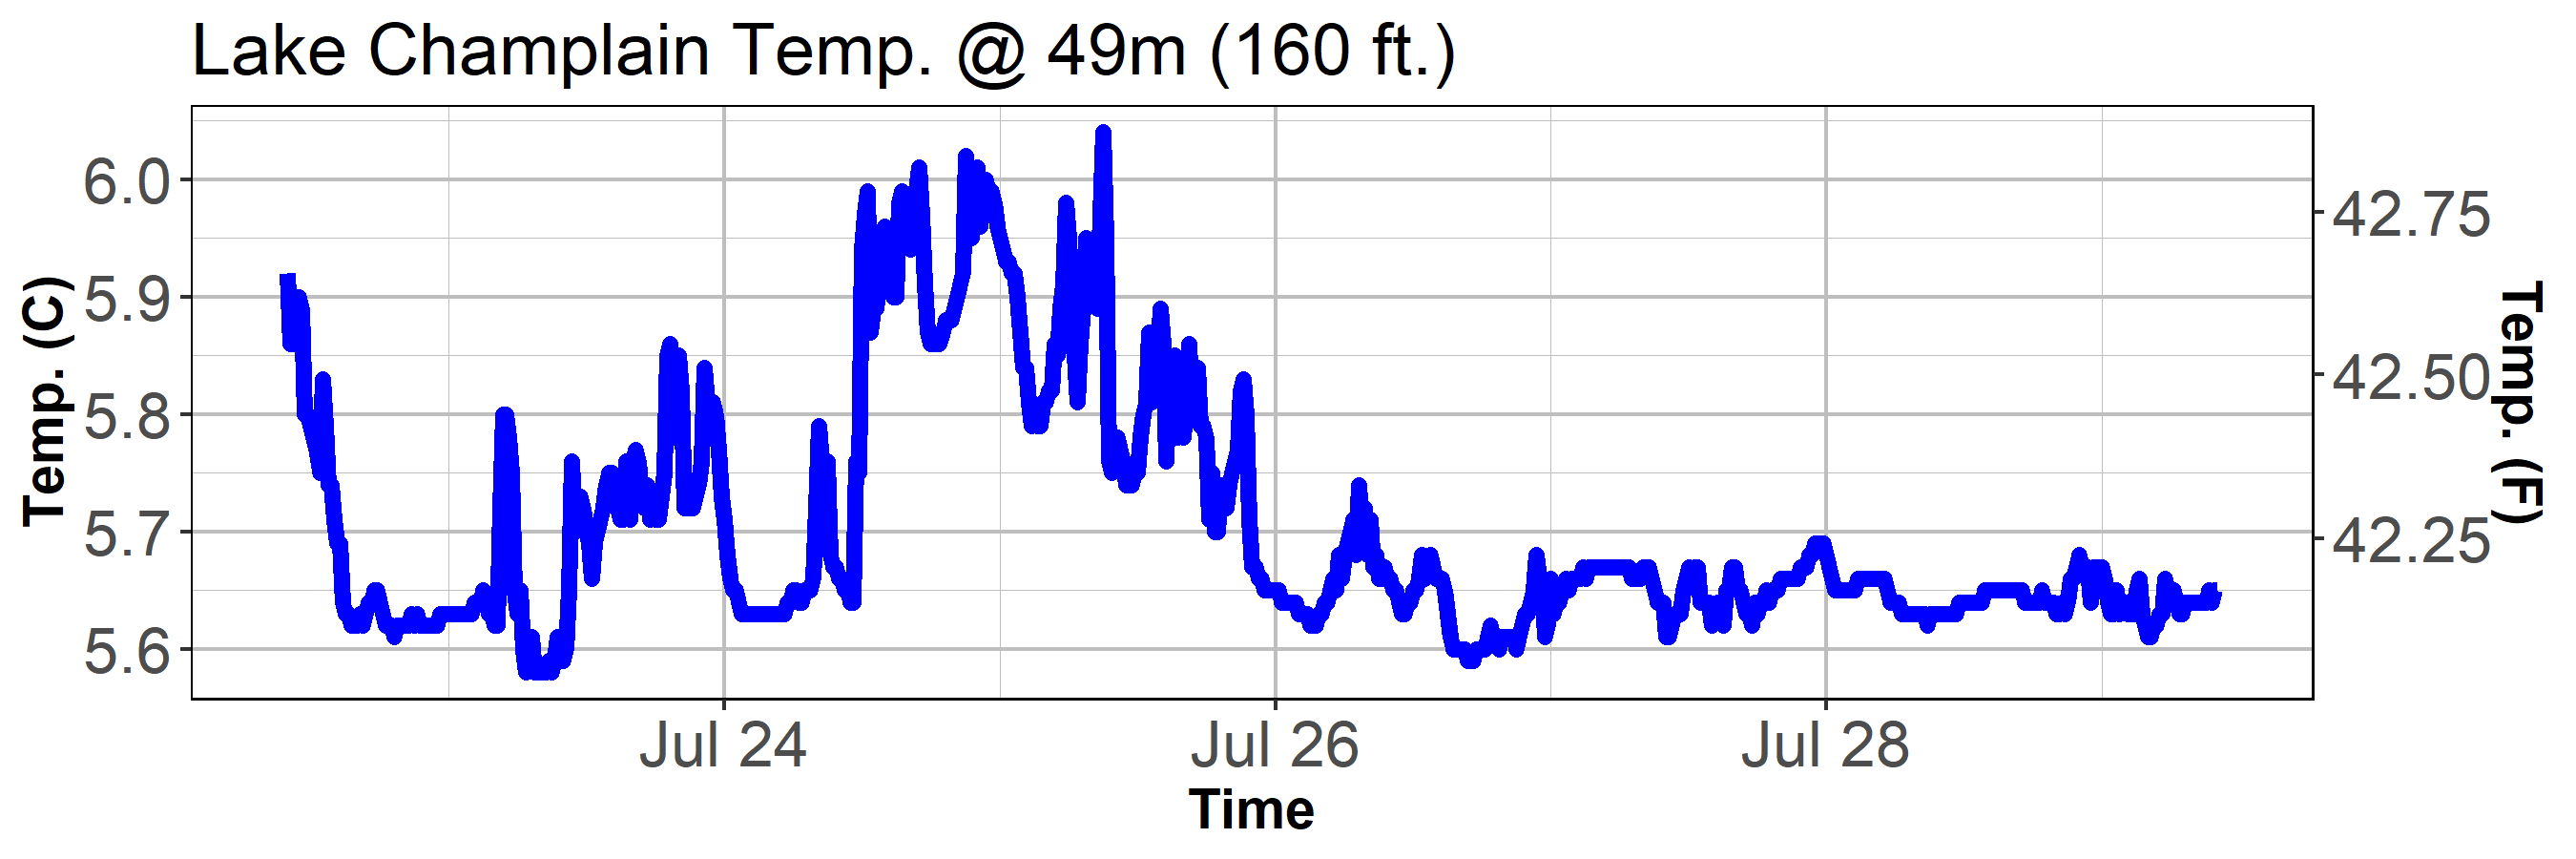 Lake Champlain Temp. @ 49m (160 ft.)
Temp. (C)
6.0
5.9
5.8
5.7
5.6
42.75
42.50
42.25
Temp. (F)
Jul 24 Jul 26 Jul 28
Time